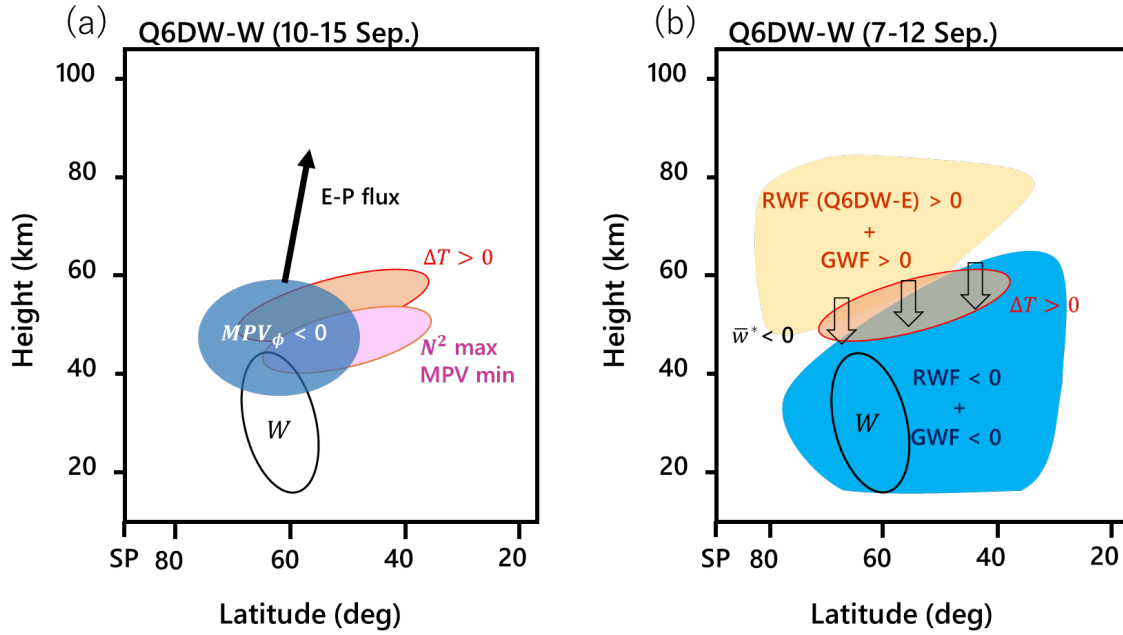 (a)
Q6DW-W (10-15 Sep.)
100
80
60
40
20
Height (km)
E-P flux
ΔT > 0
MPV_ϕ < 0
N² max
MPV min
W
SP 80 60 40 20
Latitude (deg)
(b)
Q6DW-W (7-12 Sep.)
100
80
60
40
20
Height (km)
RWF (Q6DW-E) > 0
+
GWF > 0
ΔT > 0
w̅* < 0
RWF < 0
+
GWF < 0
W
SP 80 60 40 20
Latitude (deg)